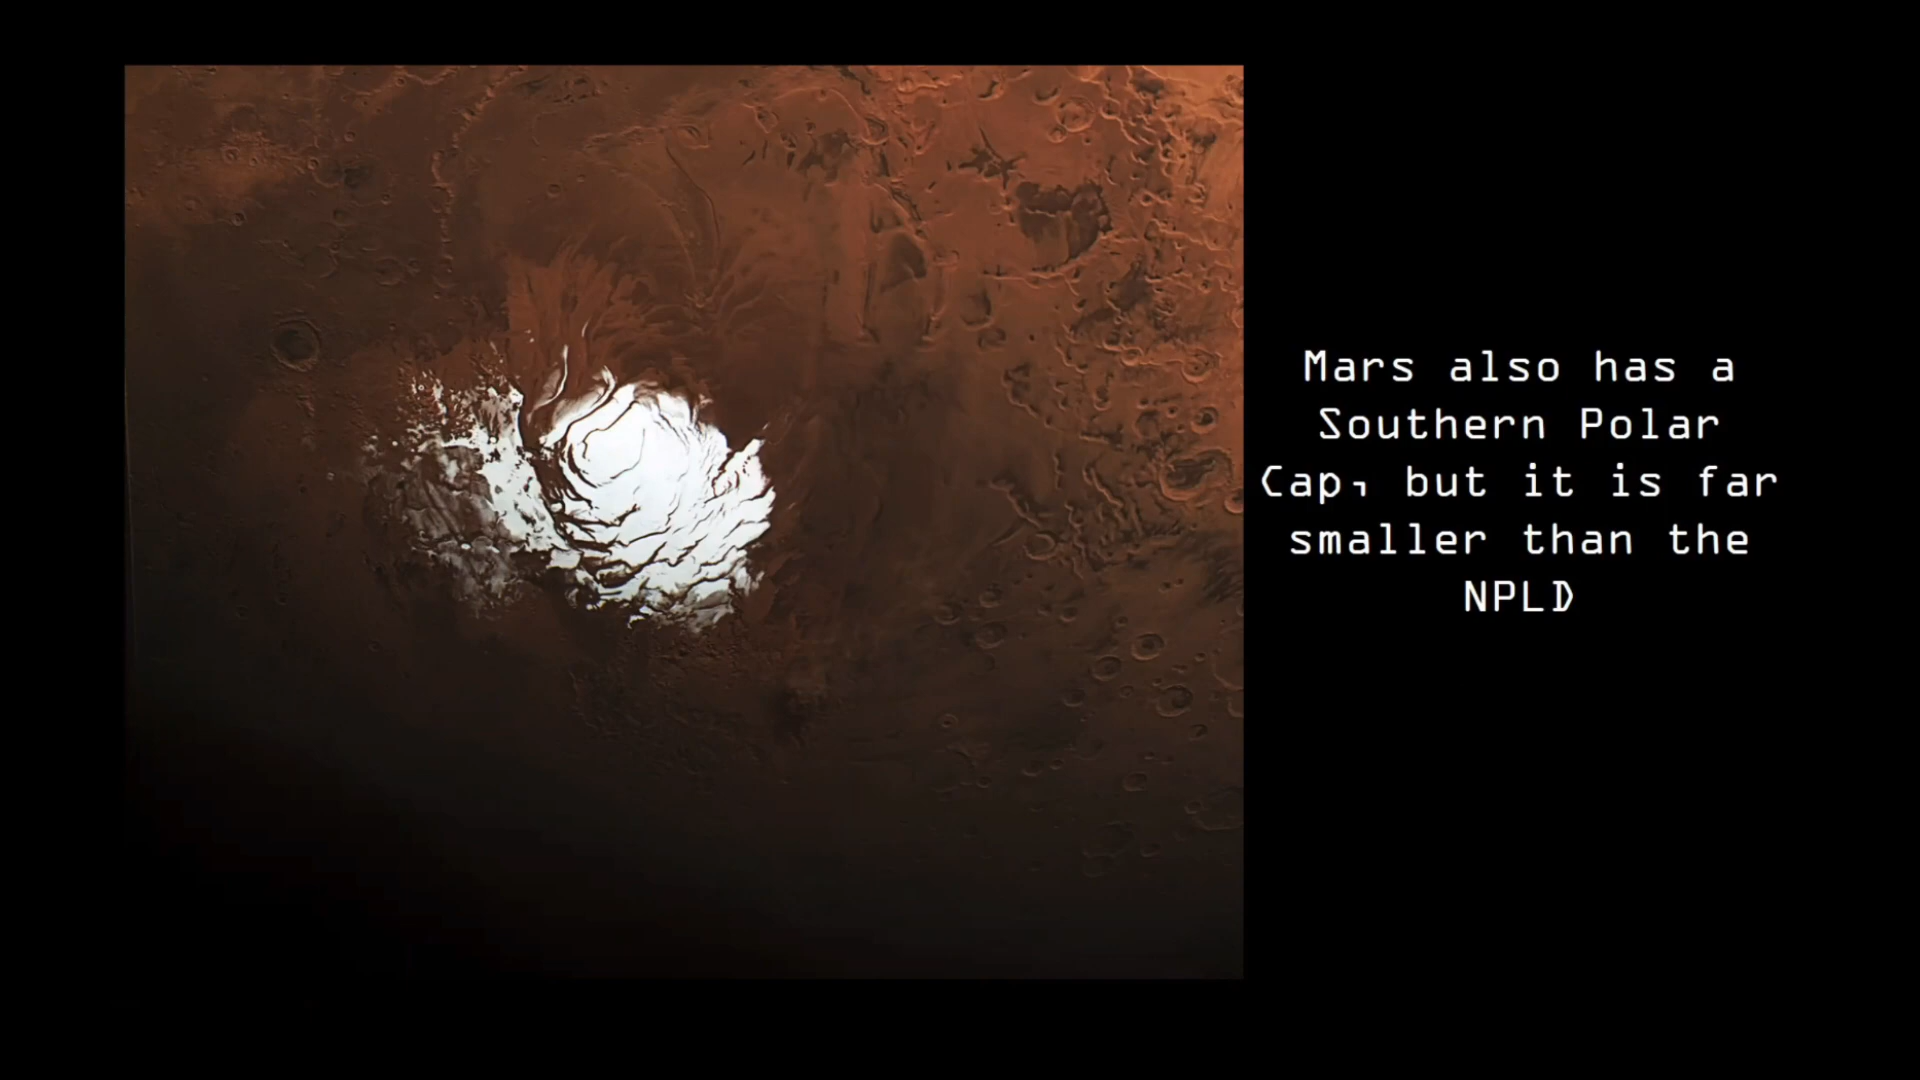 Mars also has a
Southern Polar
Cap, but it is far
smaller than the
NPLD